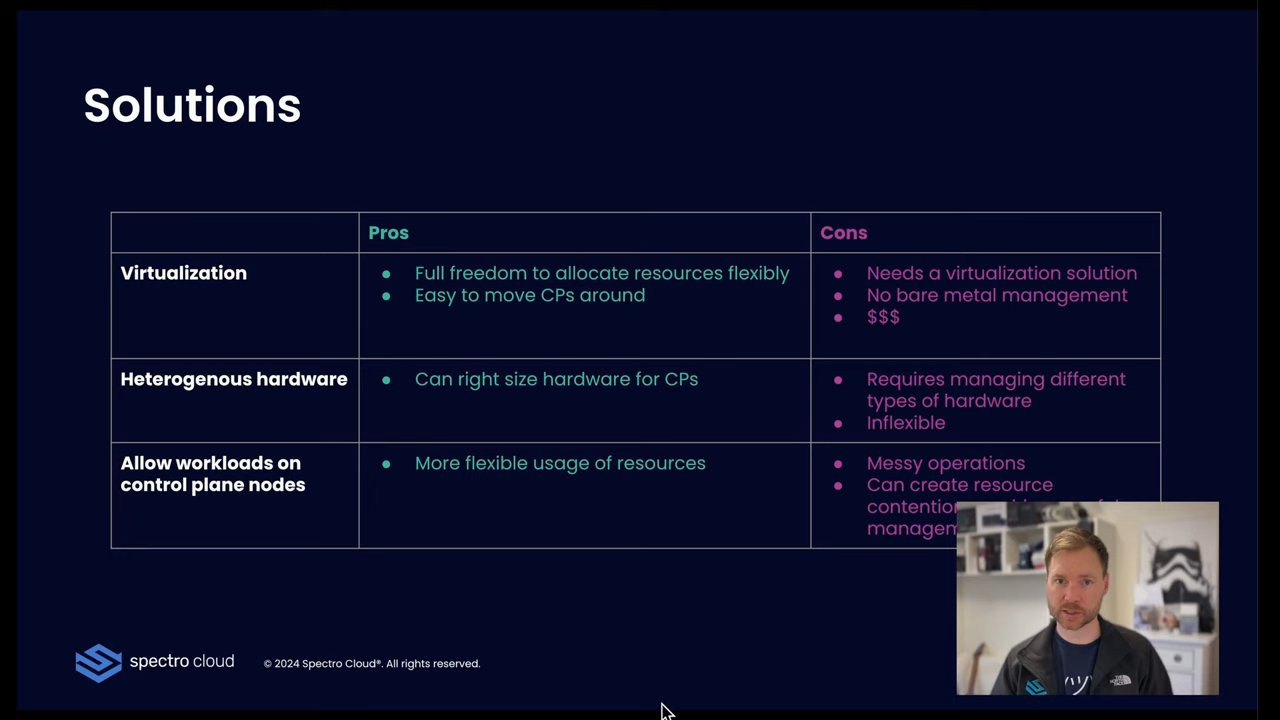 Solutions
Pros
Cons
Virtualization
● Full freedom to allocate resources flexibly
● Easy to move CPs around
● Needs a virtualization solution
● No bare metal management
● $$$
Heterogenous hardware
● Can right size hardware for CPs
● Requires managing different
types of hardware
● Inflexible
Allow workloads on
control plane nodes
● More flexible usage of resources
● Messy operations
● Can create resource
spectro cloud
© 2024 Spectro Cloud®. All rights reserved.
THE NORTH FACE